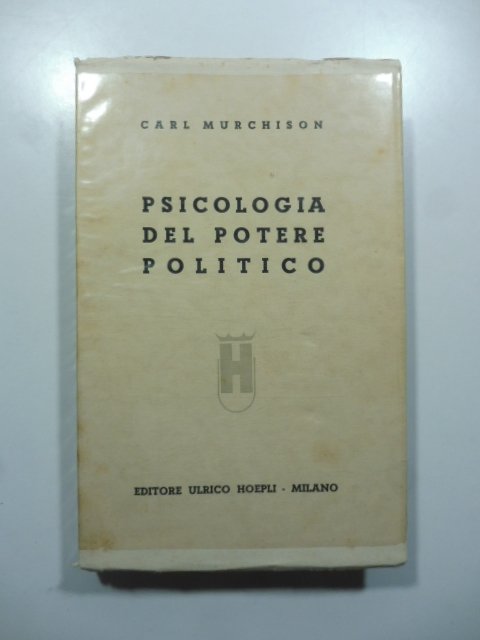 CARL MURCHISON
PSICOLOGIA
DEL POTERE
POLITICO
H
EDITORE ULRICO HOEPLI - MILANO